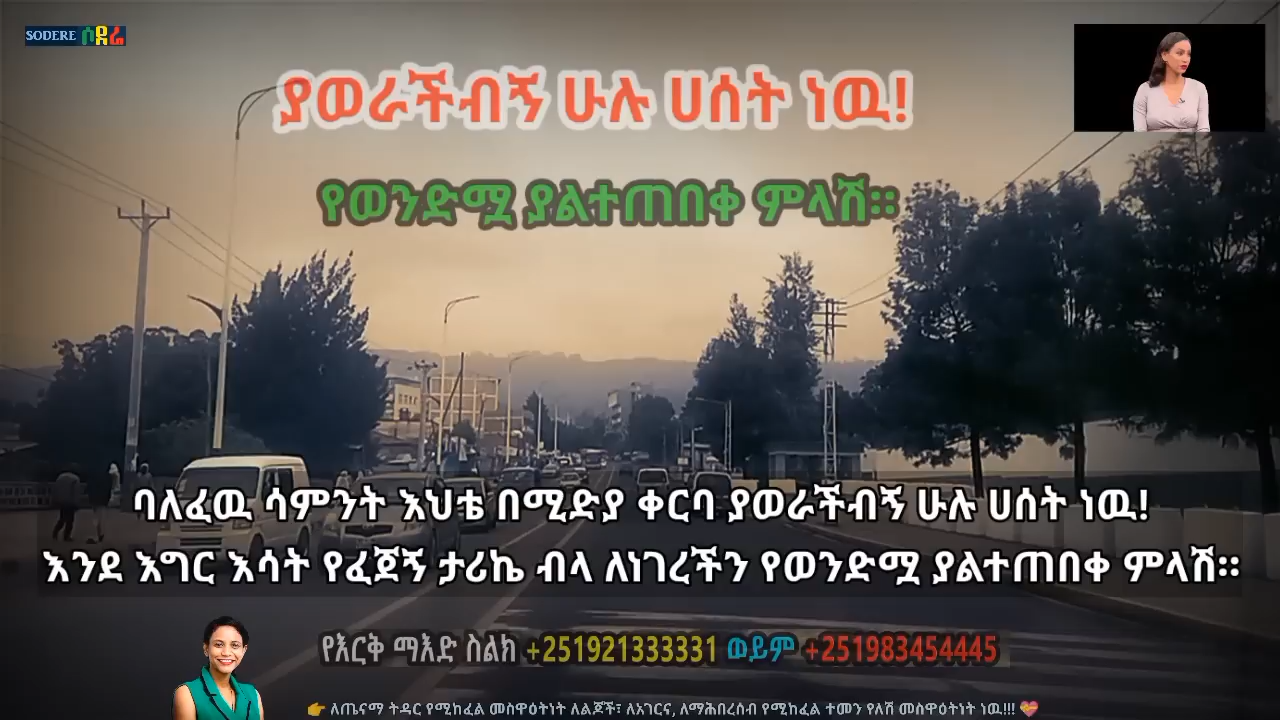 SODERE ሶደሬ
ያወራችብኝ ሁሉ ሀሰት ነዉ!
የወንድሟ ያልተጠበቀ ምላሽ።
ባለፈዉ ሳምንት እህቴ በሚድያ ቀርባ ያወራችብኝ ሁሉ ሀሰት ነዉ!
እንደ እግር እሳት የፈጀኝ ታሪኬ ብላ ለነገረችን የወንድሟ ያልተጠበቀ ምላሽ።
የእርቅ ማእድ ስልክ +251921333331 ወይም +251983454445
👉 ለጤናማ ትዳር የሚከፈል መስዋዕትነት ለልጆች፣ ለአገርና, ለማሕበረሰብ የሚከፈል ተመን የለሽ መስዋዕትነት ነዉ!!! 💝